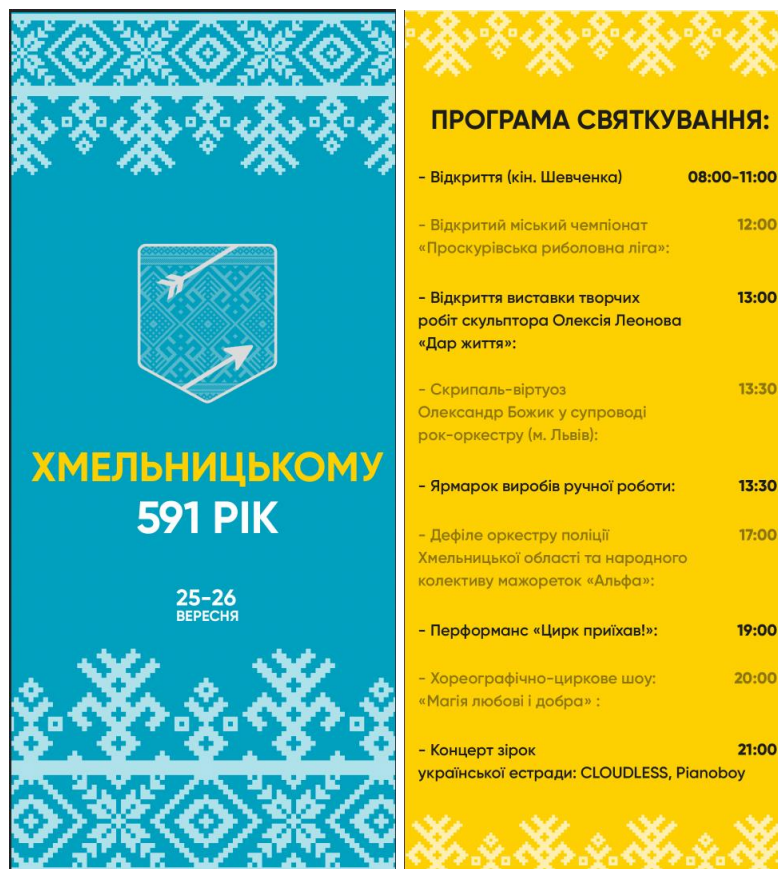 ХМЕЛЬНИЦЬКОМУ
591 РІК
25-26
ВЕРЕСНЯ
ПРОГРАМА СВЯТКУВАННЯ:
- Відкриття (кін. Шевченка) 08:00-11:00
- Відкритий міський чемпіонат 12:00
«Проскурівська риболовна ліга»:
- Відкриття виставки творчих 13:00
робіт скульптора Олексія Леонова
«Дар життя»:
- Скрипаль-віртуоз 13:30
Олександр Божик у супроводі
рок-оркестру (м. Львів):
- Ярмарок виробів ручної роботи: 13:30
- Дефіле оркестру поліції 17:00
Хмельницької області та народного
колективу мажореток «Альфа»:
- Перформанс «Цирк приїхав!»: 19:00
- Хореографічно-циркове шоу: 20:00
«Магія любові і добра» :
- Концерт зірок 21:00
української естради: CLOUDLESS, Pianoboy